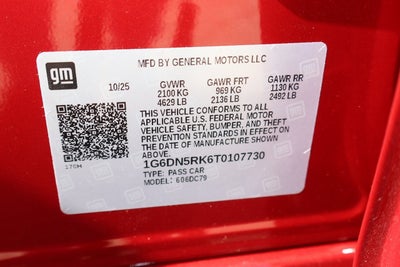 gm
MFD BY GENERAL MOTORS LLC
10/25 GVWR GAWR FRT GAWR RR
2100 KG 969 KG 1130 KG
4629 LB 2136 LB 2492 LB
THIS VEHICLE CONFORMS TO ALL
APPLICABLE U.S. FEDERAL MOTOR
VEHICLE SAFETY, BUMPER, AND THEFT
PREVENTION STANDARDS IN EFFECT ON
THE DATE OF MANUFACTURE SHOWN
ABOVE.
1G6DN5RK6T0107730
TYPE: PASS CAR
MODEL: 6DC79